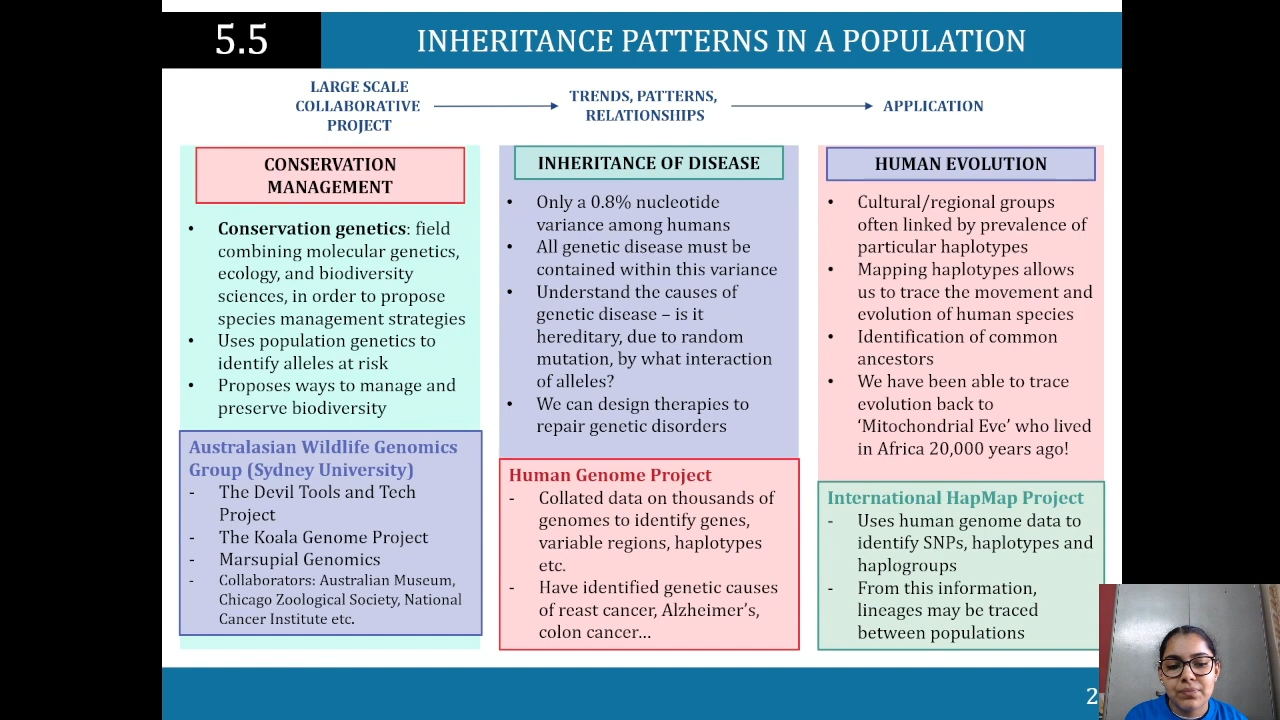 5.5
INHERITANCE PATTERNS IN A POPULATION
LARGE SCALE
COLLABORATIVE
PROJECT
TRENDS, PATTERNS,
RELATIONSHIPS
APPLICATION
CONSERVATION
MANAGEMENT
• Conservation genetics: field
combining molecular genetics,
ecology, and biodiversity
sciences, in order to propose
species management strategies
• Uses population genetics to
identify alleles at risk
• Proposes ways to manage and
preserve biodiversity
Australasian Wildlife Genomics
Group (Sydney University)
- The Devil Tools and Tech
Project
- The Koala Genome Project
- Marsupial Genomics
- Collaborators: Australian Museum,
Chicago Zoological Society, National
Cancer Institute etc.
INHERITANCE OF DISEASE
• Only a 0.8% nucleotide
variance among humans
• All genetic disease must be
contained within this variance
• Understand the causes of
genetic disease – is it
hereditary, due to random
mutation, by what interaction
of alleles?
• We can design therapies to
repair genetic disorders
Human Genome Project
- Collated data on thousands of
genomes to identify genes,
variable regions, haplotypes
etc.
- Have identified genetic causes
of reast cancer, Alzheimer's,
colon cancer...
HUMAN EVOLUTION
• Cultural/regional groups
often linked by prevalence of
particular haplotypes
• Mapping haplotypes allows
us to trace the movement and
evolution of human species
• Identification of common
ancestors
• We have been able to trace
evolution back to
'Mitochondrial Eve' who lived
in Africa 20,000 years ago!
International HapMap Project
- Uses human genome data to
identify SNPs, haplotypes and
haplogroups
- From this information,
lineages may be traced
between populations
2